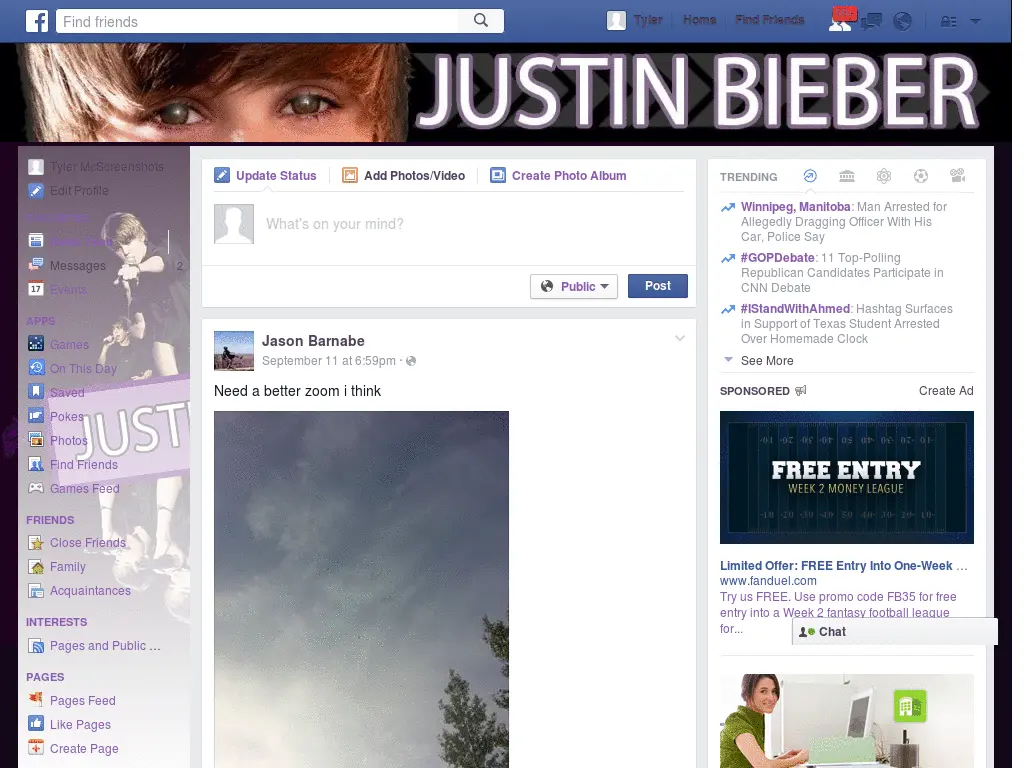 f Find friends
Tyler Home Find Friends
JUSTIN BIEBER
Tyler McScreenshots
Edit Profile
Messages 2
17 Events
APPS
Games
On This Day
Saved
Pokes
Photos
Find Friends
Games Feed
FRIENDS
Close Friends
Family
Acquaintances
INTERESTS
Pages and Public ...
PAGES
Pages Feed
Like Pages
Create Page
JUSTI
Update Status Add Photos/Video Create Photo Album
What's on your mind?
Public Post
Jason Barnabe
September 11 at 6:59pm ·
Need a better zoom i think
TRENDING
Winnipeg, Manitoba: Man Arrested for
Allegedly Dragging Officer With His
Car, Police Say
#GOPDebate: 11 Top-Polling
Republican Candidates Participate in
CNN Debate
#IStandWithAhmed: Hashtag Surfaces
in Support of Texas Student Arrested
Over Homemade Clock
See More
SPONSORED Create Ad
FREE ENTRY
WEEK 2 MONEY LEAGUE
Limited Offer: FREE Entry Into One-Week ...
www.fanduel.com
Try us FREE. Use promo code FB35 for free
entry into a Week 2 fantasy football league
for...
Chat